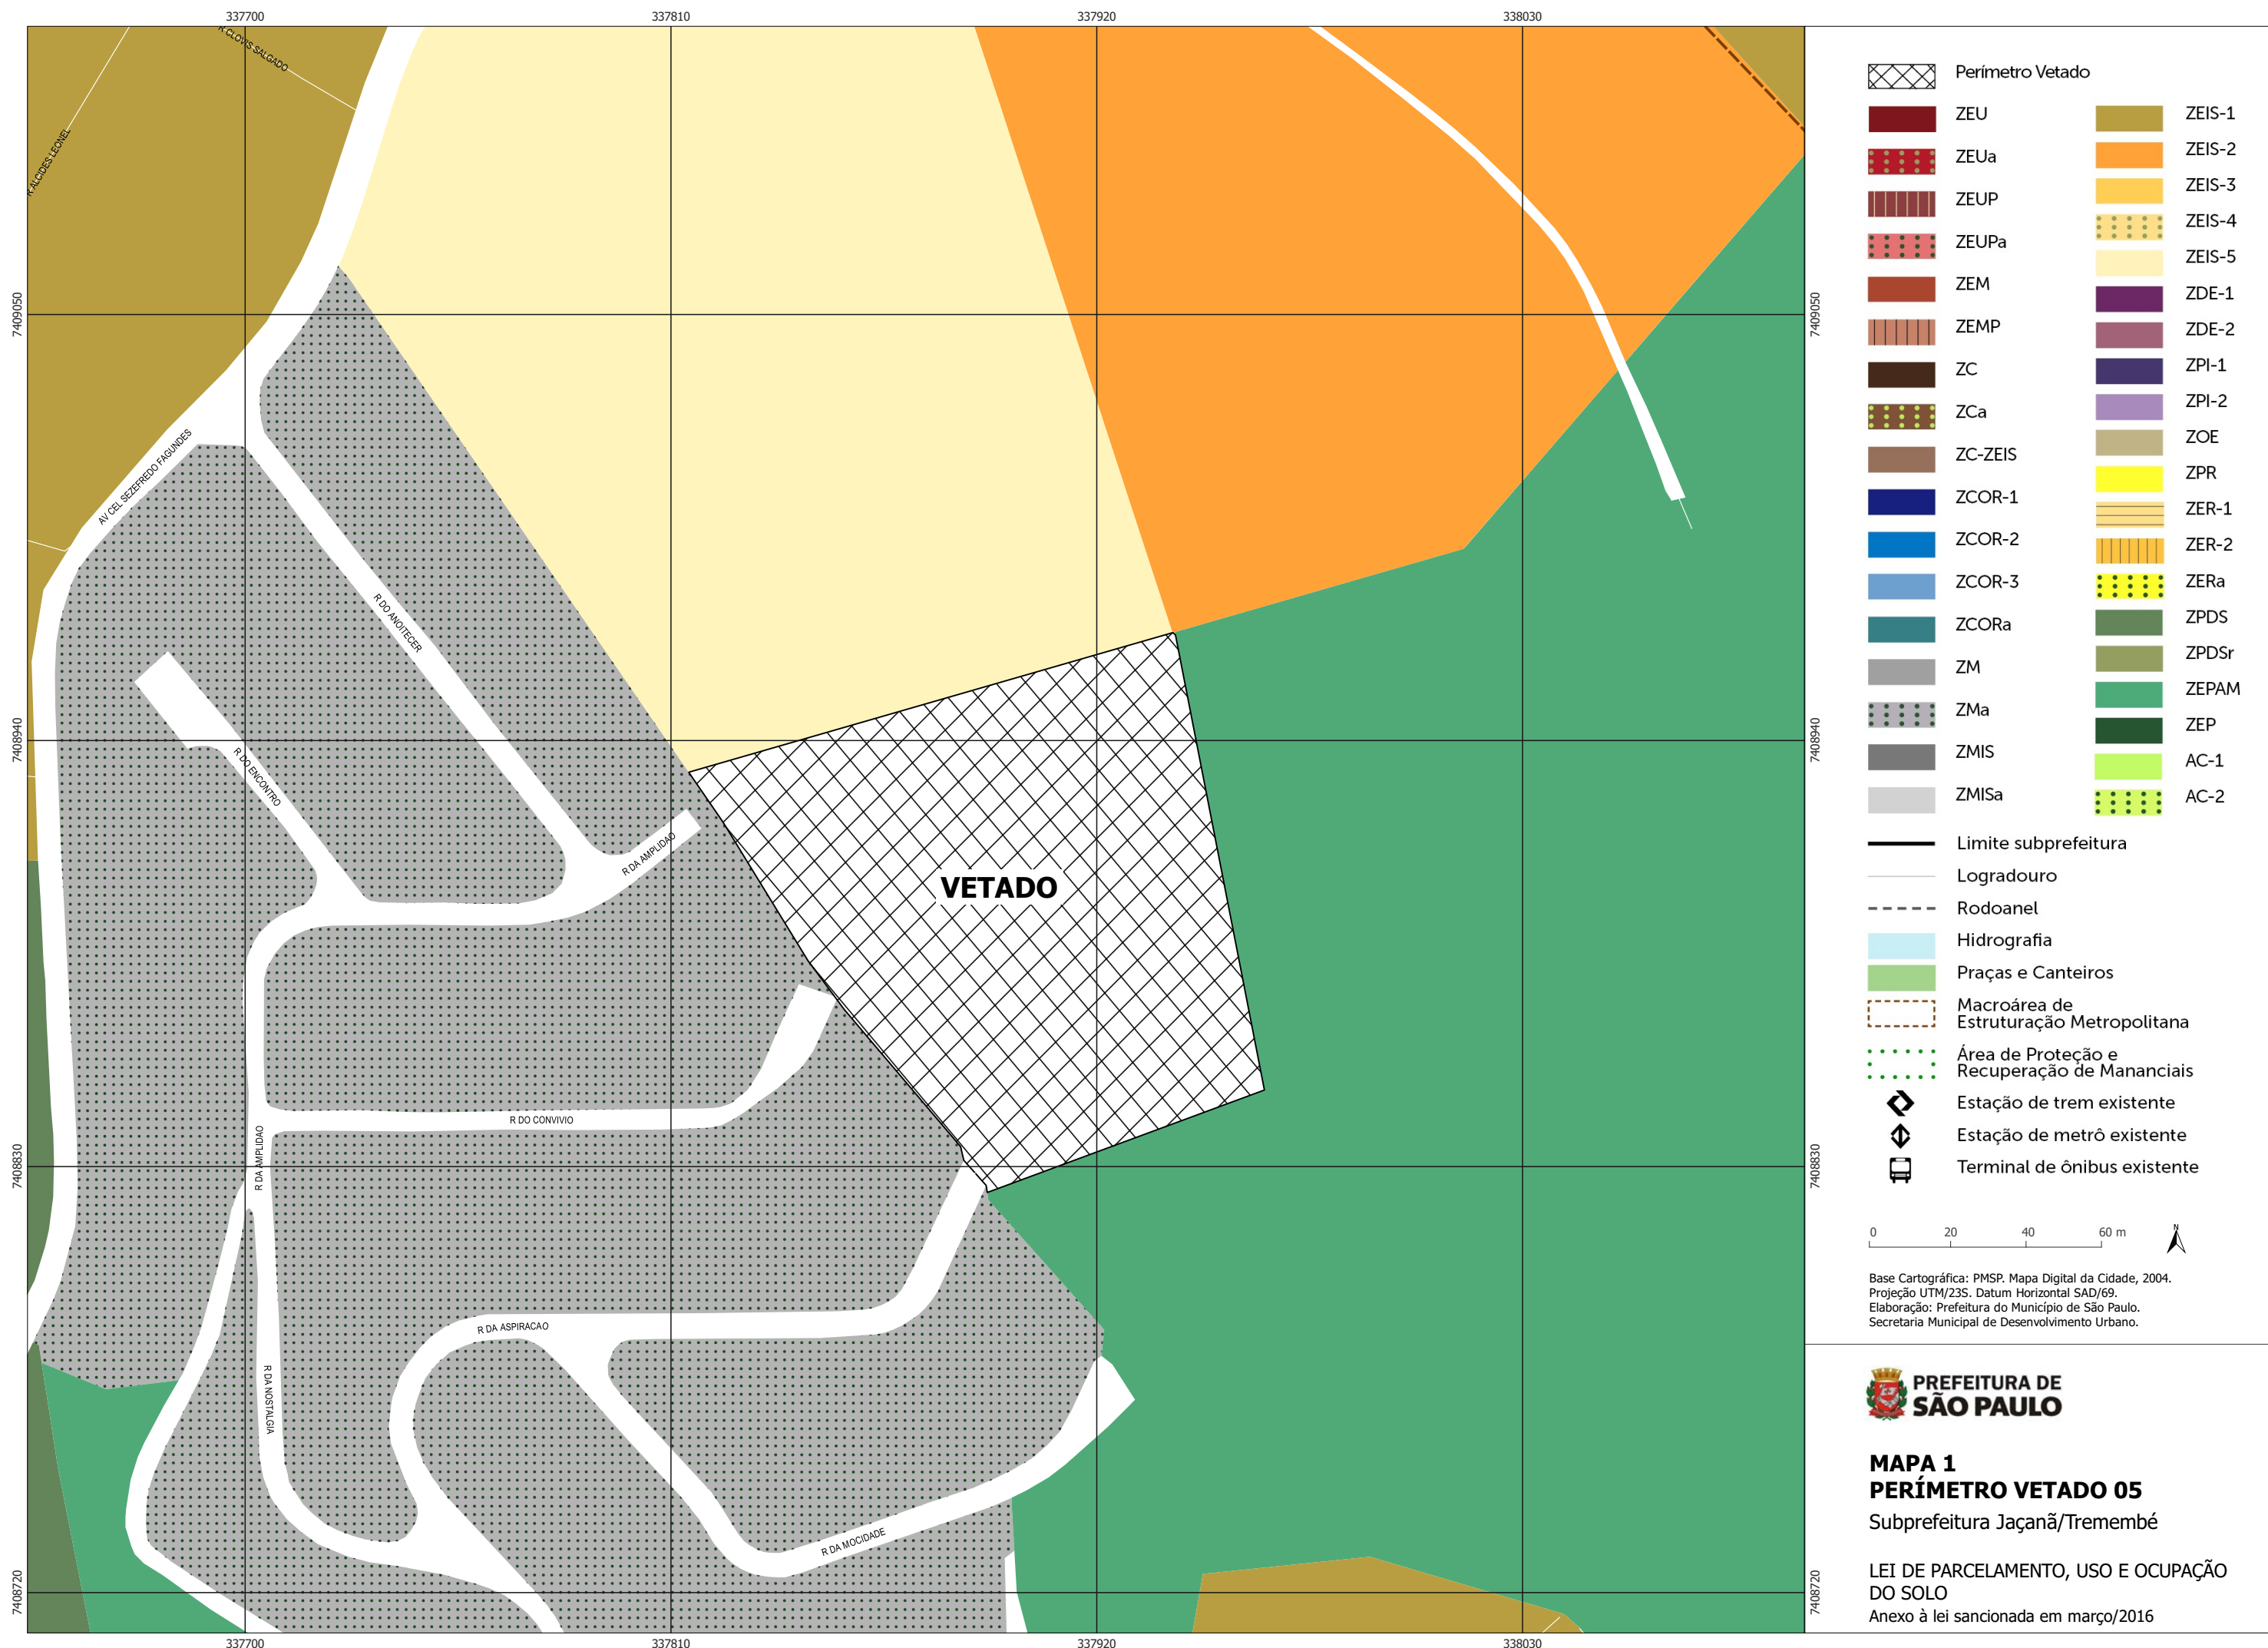 337700
337810
337920
338030
R CLOVIS SALGADO
R ALCIDES LEONEL
7409050
7409050
AV CEL SEZEFREDO FAGUNDES
R DO ANOITECER
7408940
7408940
R DO ENCONTRO
R DA AMPLIDAO
VETADO
R DO CONVIVIO
R DA AMPLIDAO
7408830
7408830
R DA ASPIRACAO
R DA NOSTALGIA
R DA MOCIDADE
7408720
7408720
337700
337810
337920
338030
Perímetro Vetado
ZEU
ZEUa
ZEUP
ZEUPa
ZEM
ZEMP
ZC
ZCa
ZC-ZEIS
ZCOR-1
ZCOR-2
ZCOR-3
ZCORa
ZM
ZMa
ZMIS
ZMISa
ZEIS-1
ZEIS-2
ZEIS-3
ZEIS-4
ZEIS-5
ZDE-1
ZDE-2
ZPI-1
ZPI-2
ZOE
ZPR
ZER-1
ZER-2
ZERa
ZPDS
ZPDSr
ZEPAM
ZEP
AC-1
AC-2
Limite subprefeitura
Logradouro
Rodoanel
Hidrografia
Praças e Canteiros
Macroárea de
Estruturação Metropolitana
Área de Proteção e
Recuperação de Mananciais
Estação de trem existente
Estação de metrô existente
Terminal de ônibus existente
0 20 40 60 m
N
Base Cartográfica: PMSP. Mapa Digital da Cidade, 2004.
Projeção UTM/23S. Datum Horizontal SAD/69.
Elaboração: Prefeitura do Município de São Paulo.
Secretaria Municipal de Desenvolvimento Urbano.
PREFEITURA DE
SÃO PAULO
MAPA 1
PERÍMETRO VETADO 05
Subprefeitura Jaçanã/Tremembé
LEI DE PARCELAMENTO, USO E OCUPAÇÃO
DO SOLO
Anexo à lei sancionada em março/2016